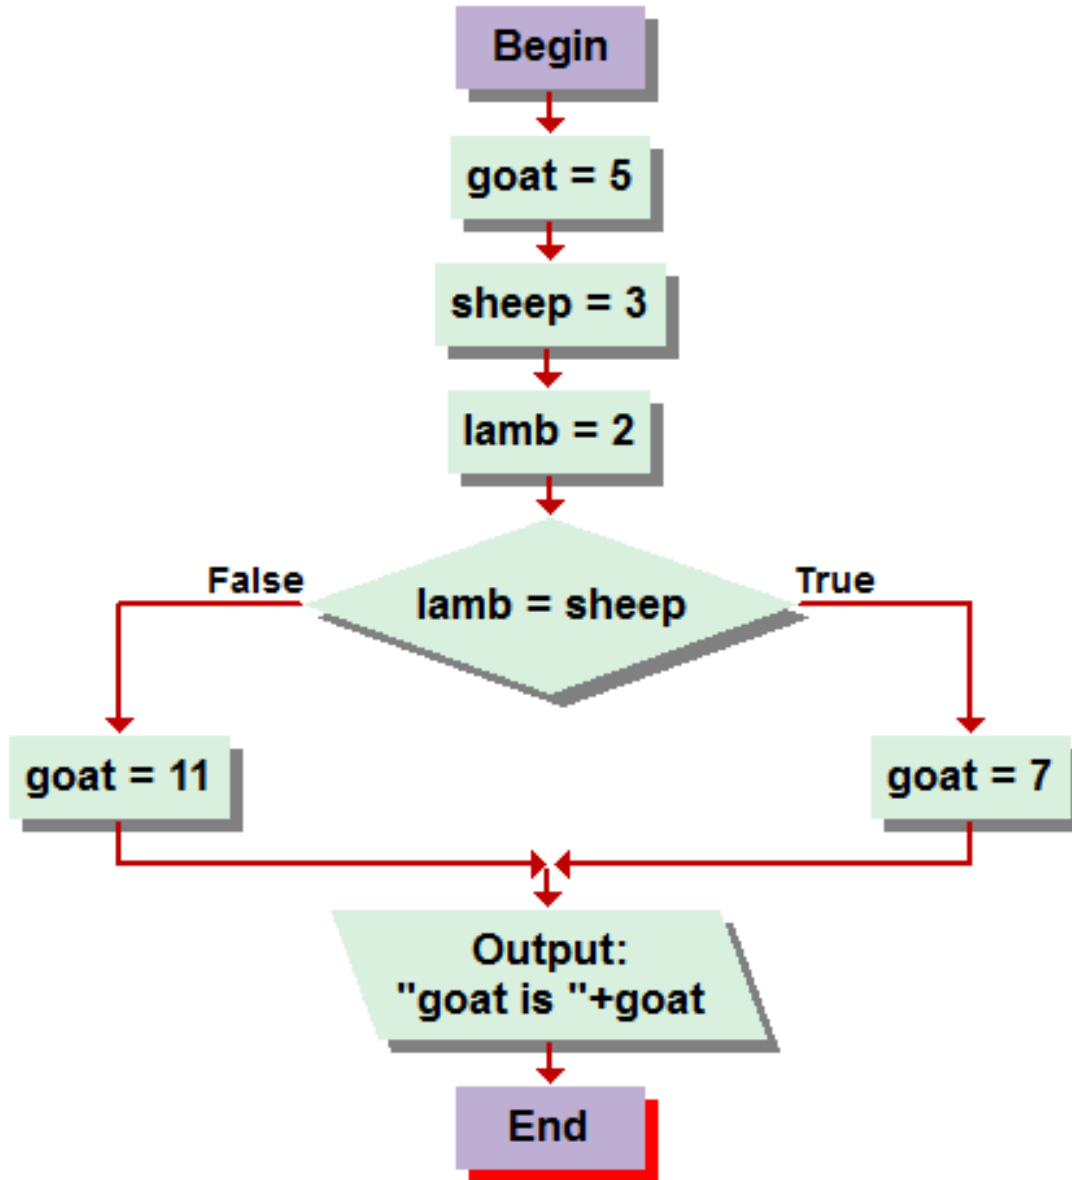 Begin
goat = 5
sheep = 3
lamb = 2
False
True
lamb = sheep
goat = 11
goat = 7
Output:
"goat is "+goat
End